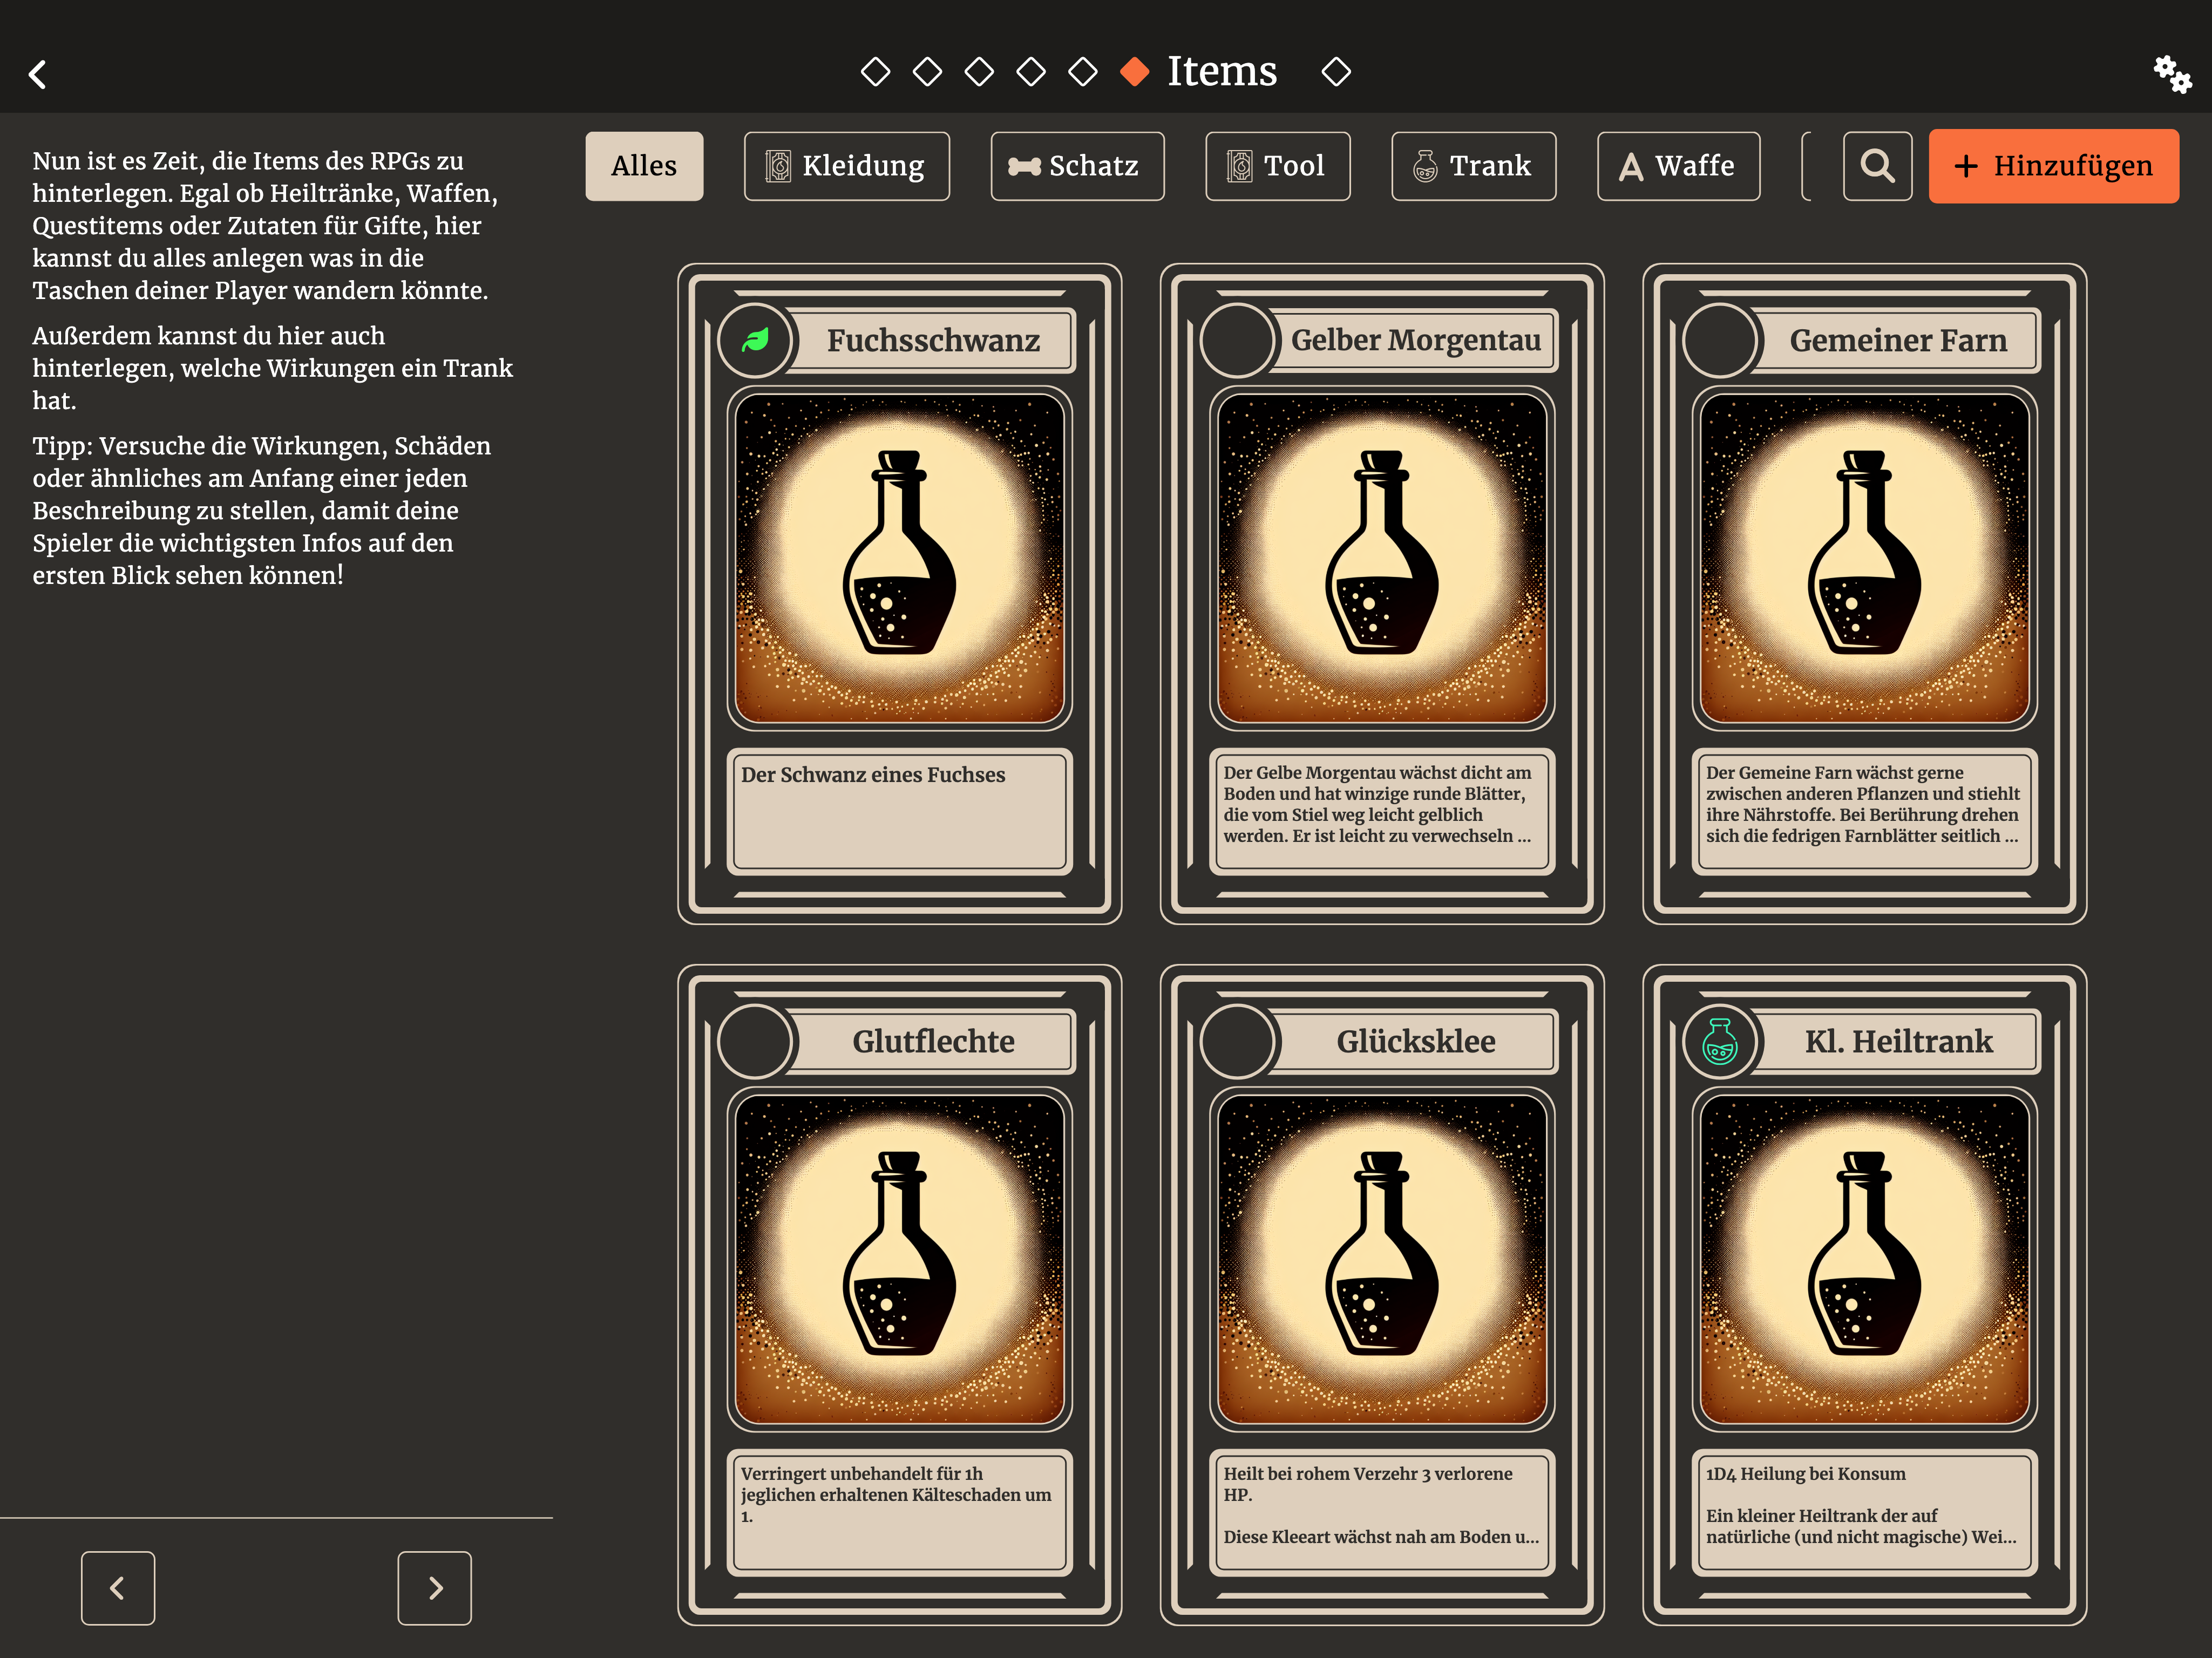 Items
Nun ist es Zeit, die Items des RPGs zu
hinterlegen. Egal ob Heiltränke, Waffen,
Questitems oder Zutaten für Gifte, hier
kannst du alles anlegen was in die
Taschen deiner Player wandern könnte.
Außerdem kannst du hier auch
hinterlegen, welche Wirkungen ein Trank
hat.
Tipp: Versuche die Wirkungen, Schäden
oder ähnliches am Anfang einer jeden
Beschreibung zu stellen, damit deine
Spieler die wichtigsten Infos auf den
ersten Blick sehen können!
Alles
Kleidung
Schatz
Tool
Trank
Waffe
Hinzufügen
Fuchsschwanz
Der Schwanz eines Fuchses
Gelber Morgentau
Der Gelbe Morgentau wächst dicht am
Boden und hat winzige runde Blätter,
die vom Stiel weg leicht gelblich
werden. Er ist leicht zu verwechseln ...
Gemeiner Farn
Der Gemeine Farn wächst gerne
zwischen anderen Pflanzen und stiehlt
ihre Nährstoffe. Bei Berührung drehen
sich die fedrigen Farnblätter seitlich ...
Glutflechte
Verringert unbehandelt für 1h
jeglichen erhaltenen Kälteschaden um
1.
Glücksklee
Heilt bei rohem Verzehr 3 verlorene
HP.
Diese Kleeart wächst nah am Boden u...
Kl. Heiltrank
1D4 Heilung bei Konsum
Ein kleiner Heiltrank der auf
natürliche (und nicht magische) Wei...